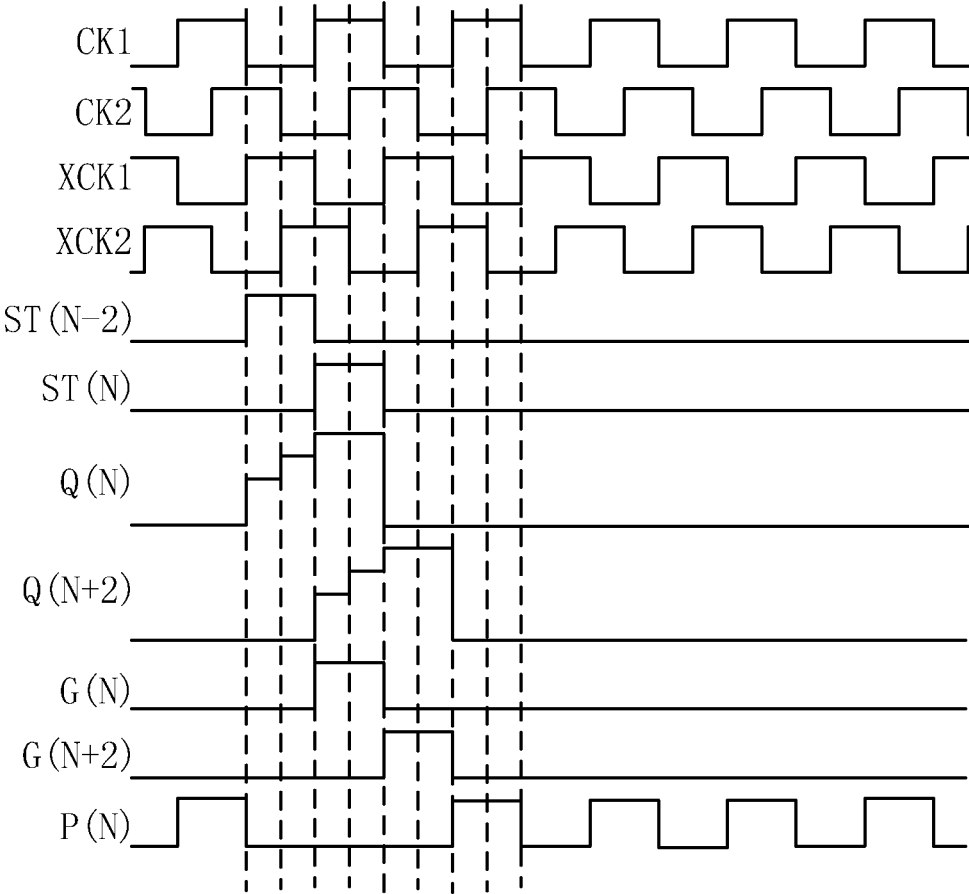 CK1
CK2
XCK1
XCK2
ST(N-2)
ST(N)
Q(N)
Q(N+2)
G(N)
G(N+2)
P(N)